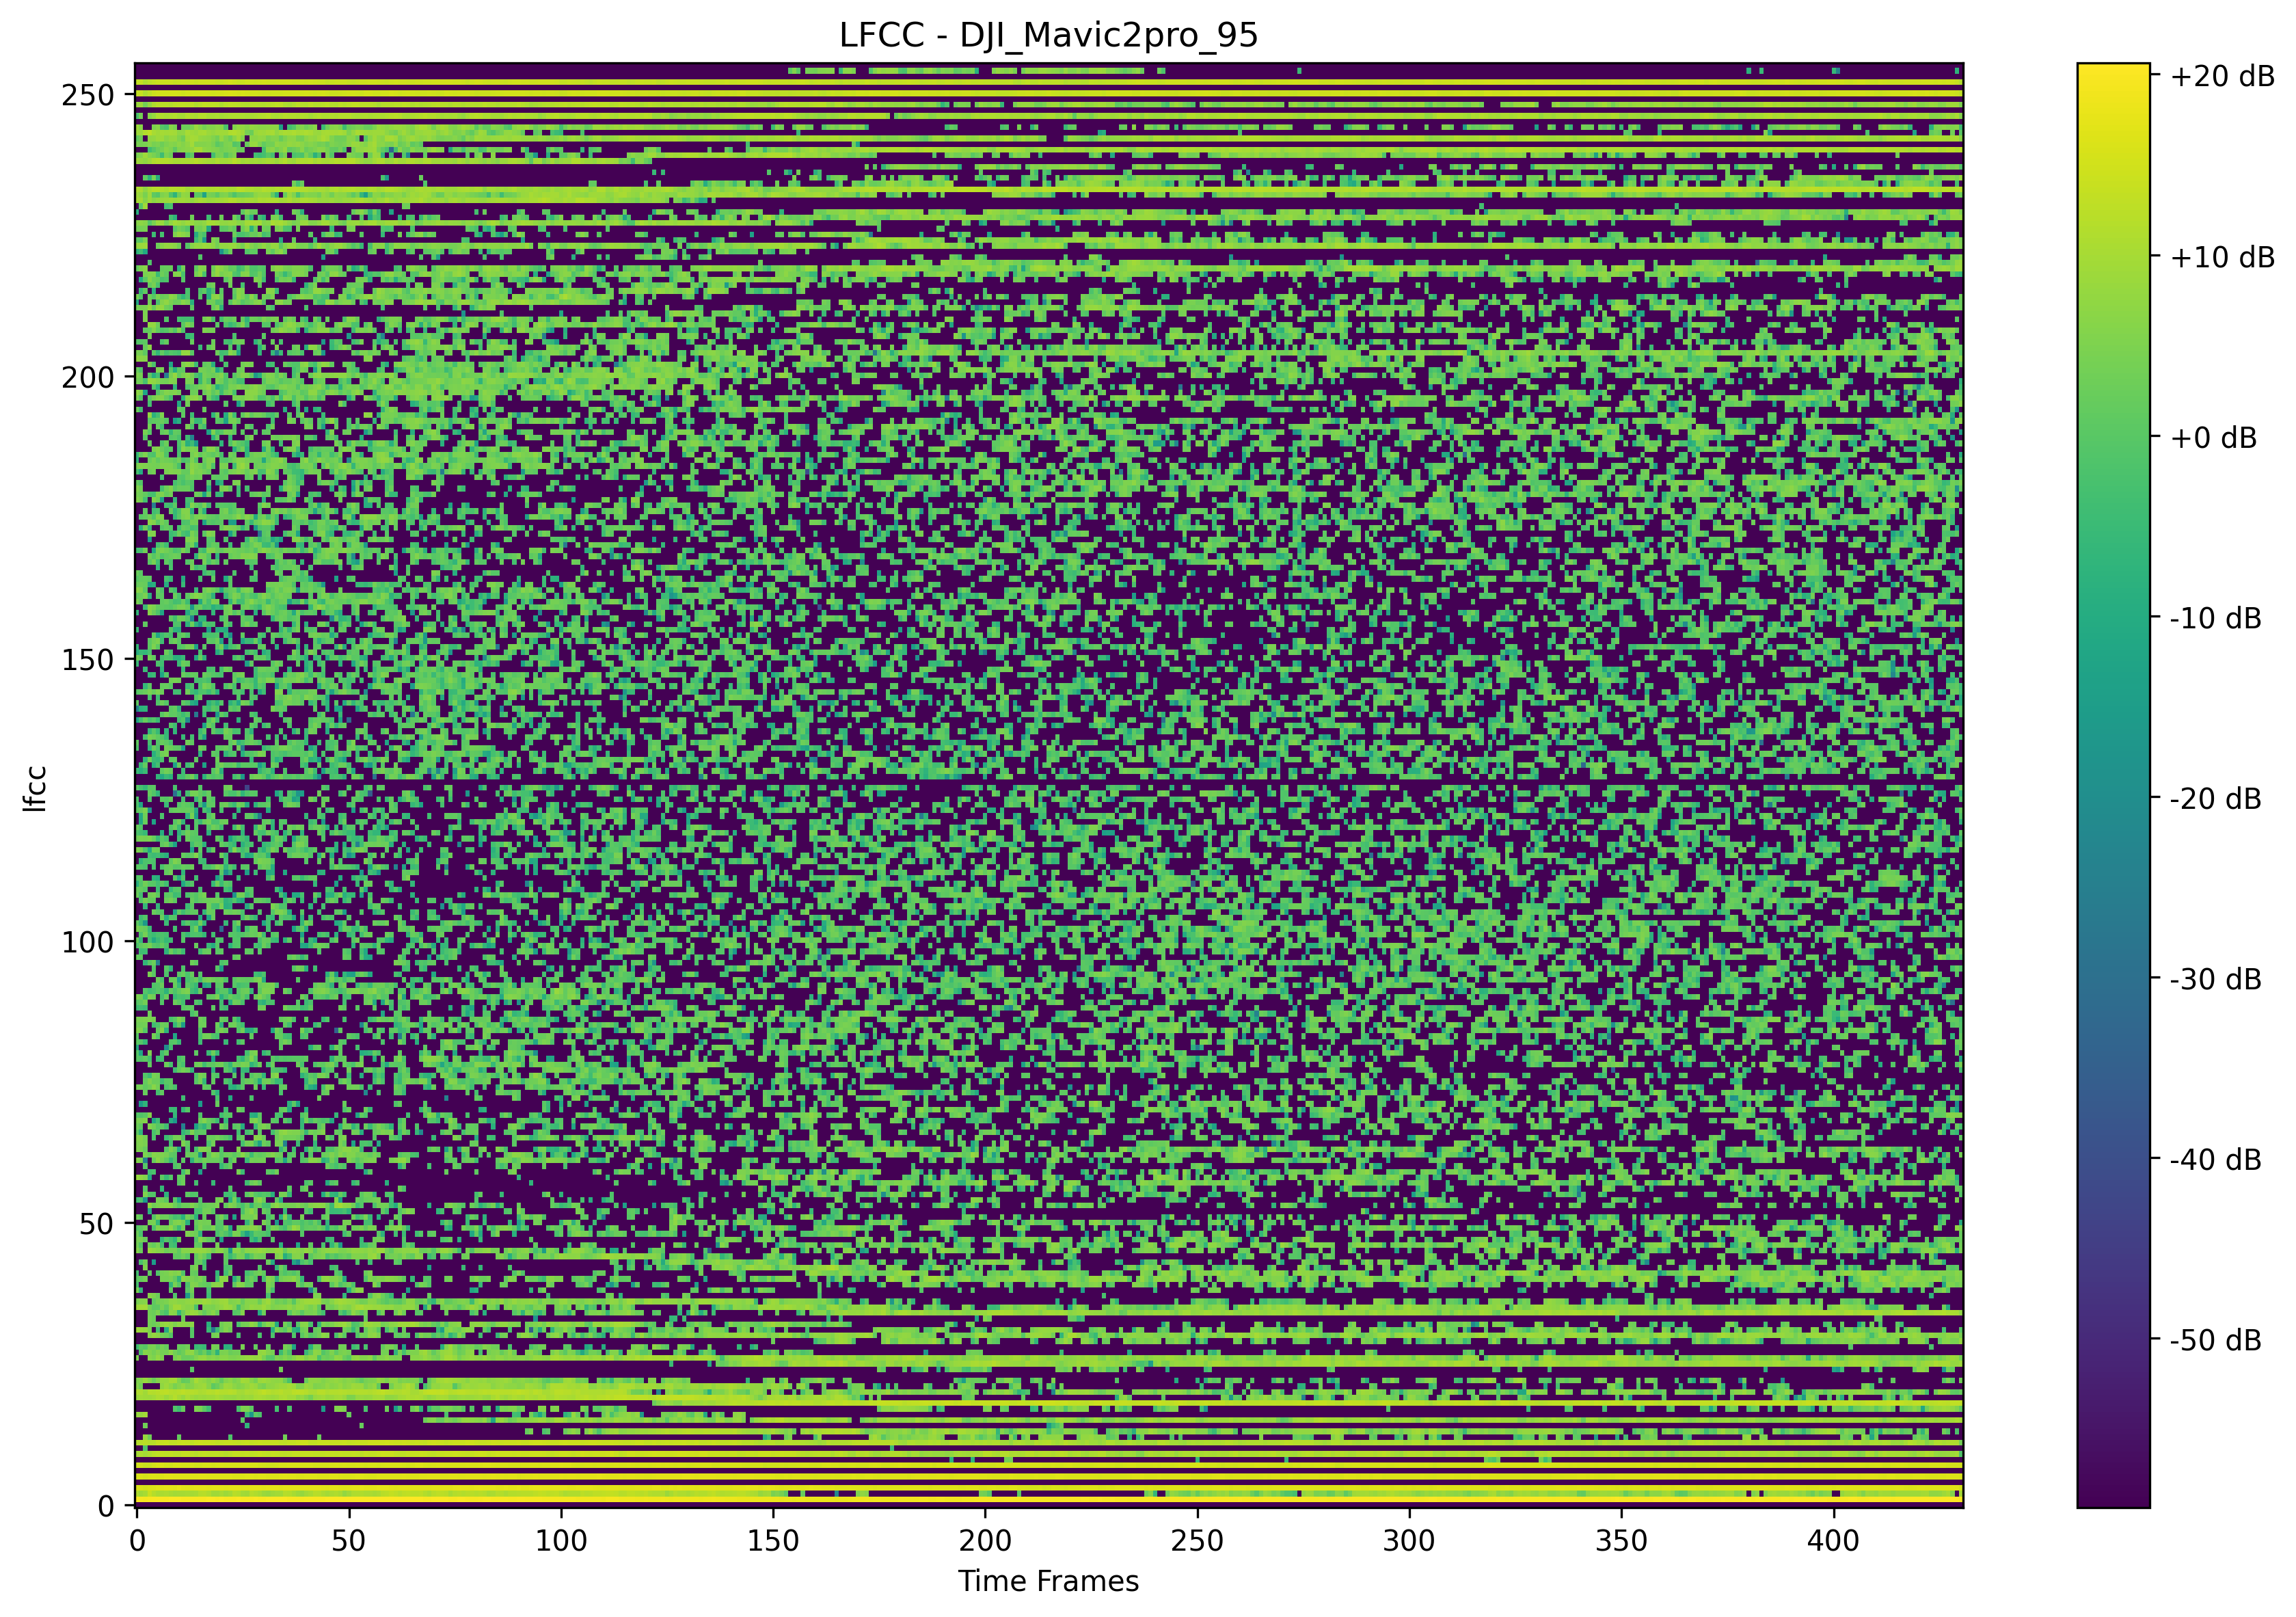 LFCC - DJI_Mavic2pro_95
250
200
150
100
50
0
lfcc
0 50 100 150 200 250 300 350 400
Time Frames
+20 dB
+10 dB
+0 dB
-10 dB
-20 dB
-30 dB
-40 dB
-50 dB